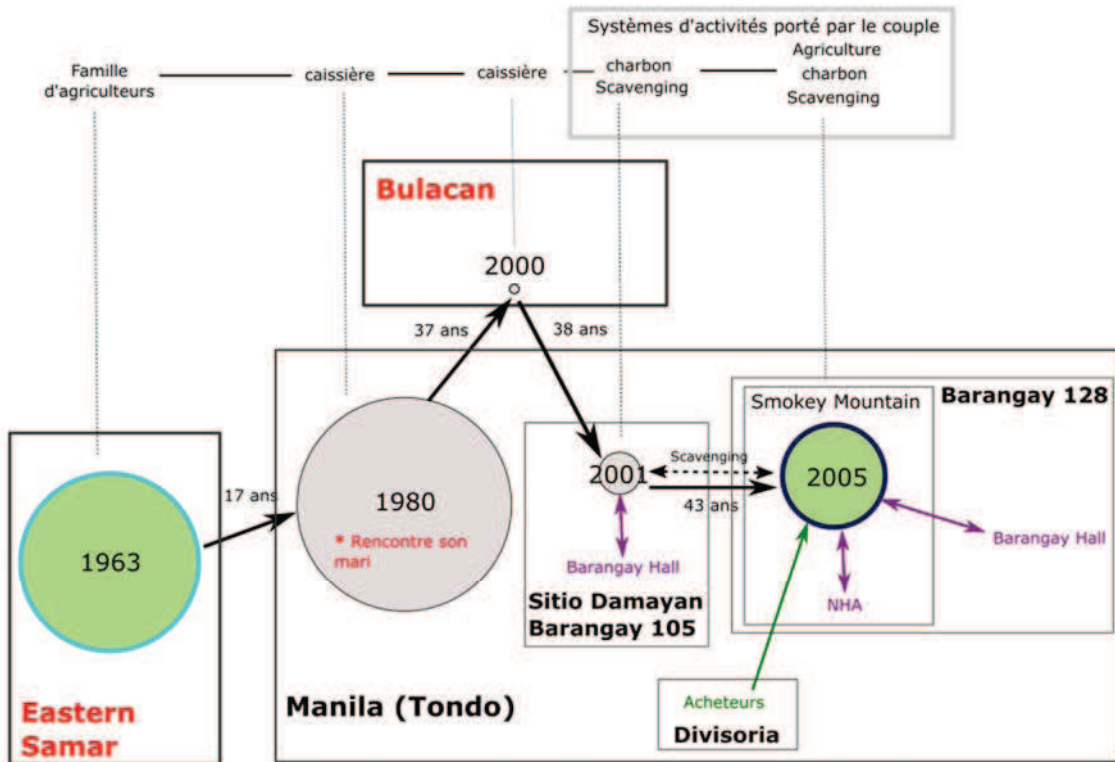 Systèmes d'activités porté par le couple
Famille
d'agriculteurs
caissière
caissière
charbon
Scavenging
Agriculture
charbon
Scavenging
Bulacan
2000
37 ans
38 ans
Smokey Mountain
Barangay 128
17 ans
1963
1980
* Rencontre son
mari
2001
Scavenging
43 ans
2005
Barangay Hall
Barangay Hall
NHA
Sitio Damayan
Barangay 105
Eastern
Samar
Manila (Tondo)
Acheteurs
Divisoria